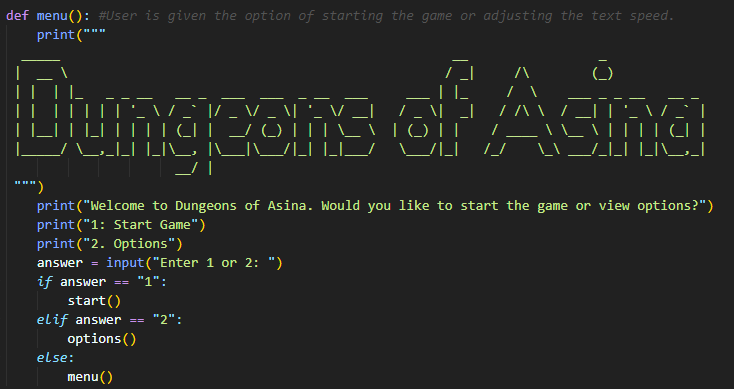 def menu(): #User is given the option of starting the game or adjusting the text speed.
    print("""
  _____                                                    __                _
 |  __ \                                                  / _|     /\       (_)
 | |  | |_   _ _ __   __ _  ___  ___  _ __  ___     ___ | |_     /  \   ___ _ _ __   __ _
 | |  | | | | | '_ \ / _` |/ _ \/ _ \| '_ \/ __|   / _ \|  _|   / /\ \ / __| | '_ \ / _` |
 | |__| | |_| | | | | (_| |  __/ (_) | | | \__ \  | (_) | |    / ____ \\__ \ | | | | (_| |
 |_____/ \__,_|_| |_|\__, |\___|\___/|_| |_|___/   \___/|_|   /_/    \_\___/_|_| |_|\__,_|
                      __/ |
 """)
    print("Welcome to Dungeons of Asina. Would you like to start the game or view options?")
    print("1: Start Game")
    print("2. Options")
    answer = input("Enter 1 or 2: ")
    if answer == "1":
        start()
    elif answer == "2":
        options()
    else:
        menu()